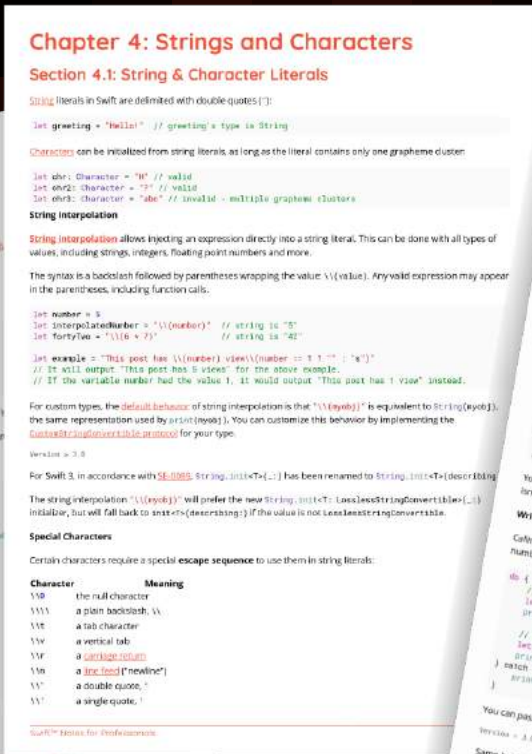 Chapter 4: Strings and Characters
Section 4.1: String & Character Literals
String literals in Swift are delimited with double quotes ("):
let greeting = "Hello!" // greeting's type is String
Characters can be initialized from string literals, as long as the literal contains only one grapheme cluster:
let chr: Character = "H" // valid
let chr2: Character = "?" // valid
let chr3: Character = "abc" // invalid - multiple grapheme clusters
String Interpolation
String interpolation allows injecting an expression directly into a string literal. This can be done with all types of
values, including strings, integers, floating point numbers and more.
The syntax is a backslash followed by parentheses wrapping the value: \\(value). Any valid expression may appear
in the parentheses, including function calls.
let number = 5
let interpolatedNumber = "\\(number)" // string is "5"
let fortyTwo = "\\(6 * 7)" // string is "42"
let example = "This post has \\(number) view\\(number == 1 ? "" : "s")"
// It will output "This post has 5 views" for the above example.
// If the variable number had the value 1, it would output "This post has 1 view" instead.
For custom types, the default behavior of string interpolation is that "\\(myobj)" is equivalent to String(myobj),
the same representation used by print(myobj). You can customize this behavior by implementing the
CustomStringConvertible protocol for your type.
Version = 3.0
For Swift 3, in accordance with SE-0089, String.init<T>(_:) has been renamed to String.init<T>(describing
The string interpolation "\\(myobj)" will prefer the new String.init<T: LosslessStringConvertible>(_:)
initializer, but will fall back to init<T>(describing:) if the value is not LosslessStringConvertible.
Special Characters
Certain characters require a special escape sequence to use them in string literals:
Character Meaning
\\0 the null character
\\\\ a plain backslash, \\
\\t a tab character
\\v a vertical tab
\\r a carriage return
\\n a line feed ("newline")
\\" a double quote, "
\\' a single quote, '
Swift™ Notes for Professionals
Wri
do {
let
} catch
You can pas